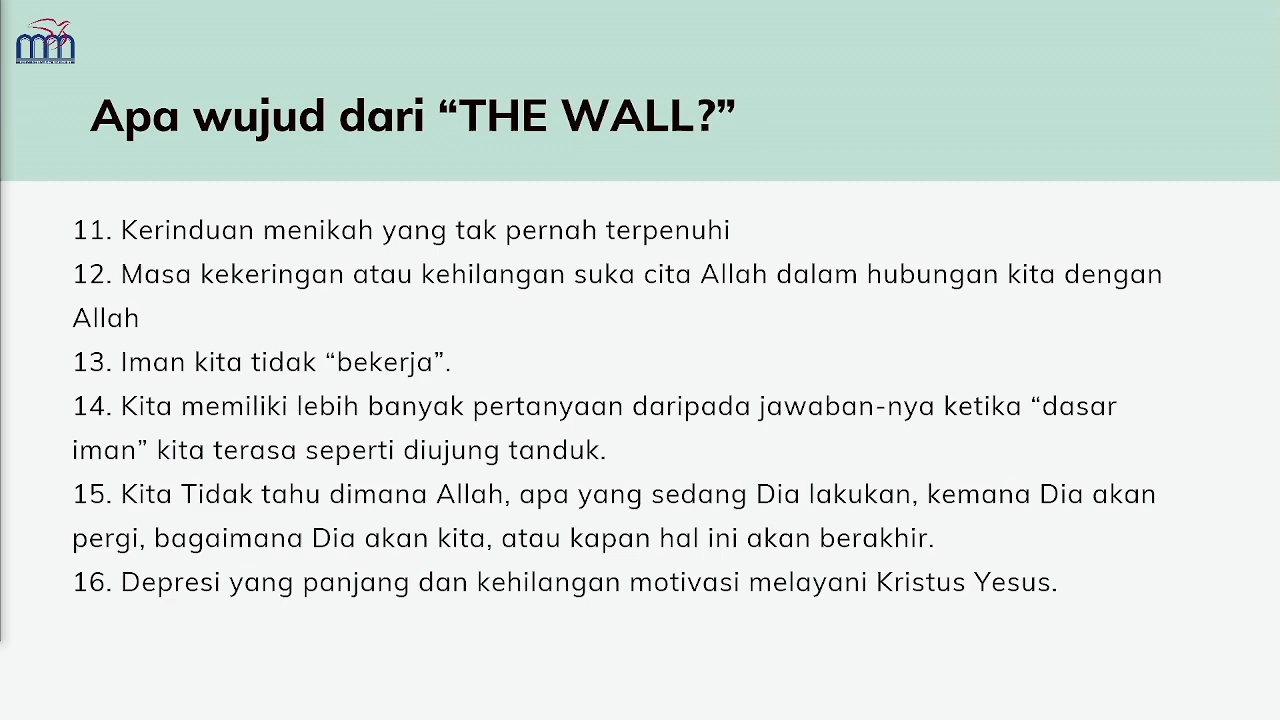 Apa wujud dari “THE WALL?”
11. Kerinduan menikah yang tak pernah terpenuhi
12. Masa kekeringan atau kehilangan suka cita Allah dalam hubungan kita dengan
Allah
13. Iman kita tidak “bekerja”.
14. Kita memiliki lebih banyak pertanyaan daripada jawaban-nya ketika “dasar
iman” kita terasa seperti diujung tanduk.
15. Kita Tidak tahu dimana Allah, apa yang sedang Dia lakukan, kemana Dia akan
pergi, bagaimana Dia akan kita, atau kapan hal ini akan berakhir.
16. Depresi yang panjang dan kehilangan motivasi melayani Kristus Yesus.